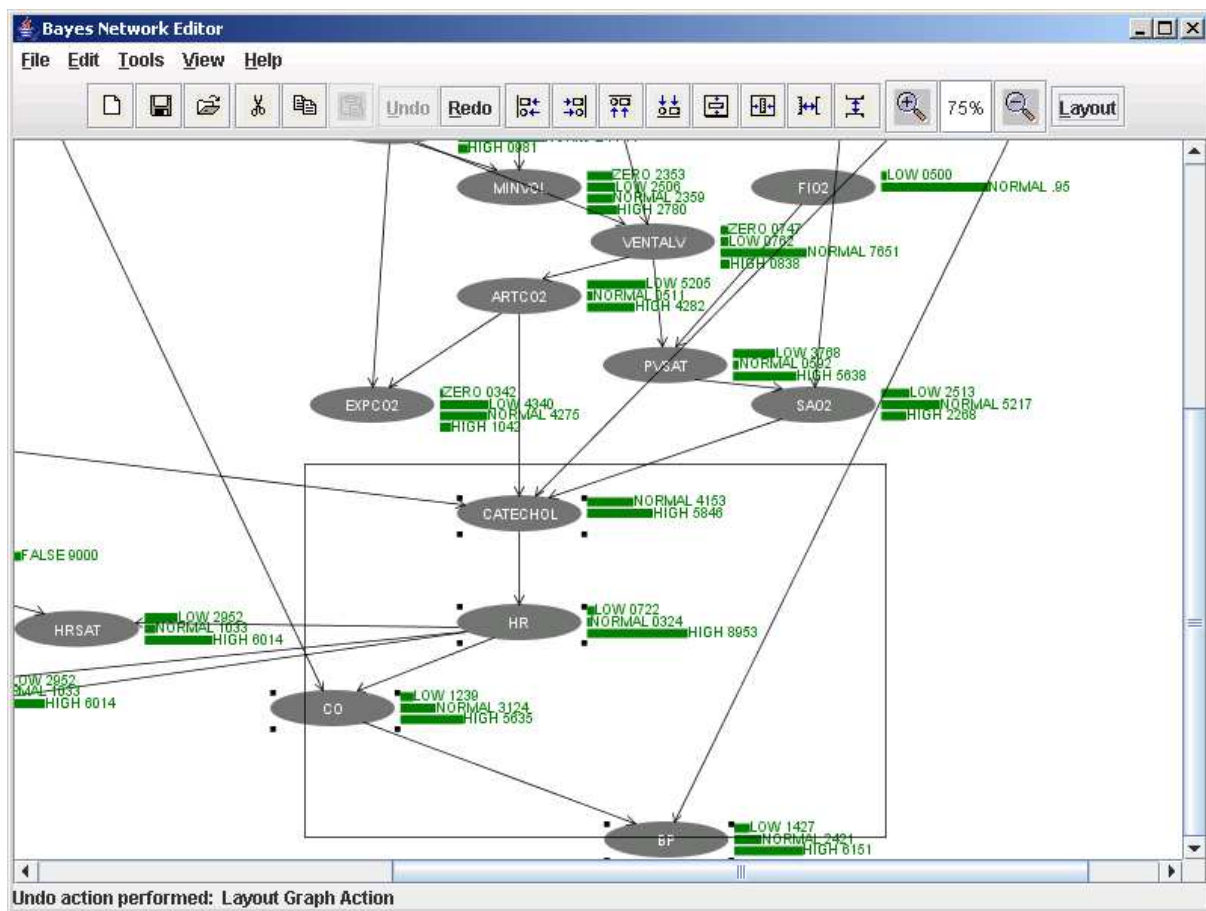 Bayes Network Editor
File Edit Tools View Help
Undo Redo 75% Layout
HIGH 0981
MINVOL
ZERO 2353
LOW 2506
NORMAL 2359
HIGH 2780
FIO2
LOW 0500
NORMAL .95
VENTALV
ZERO 0747
LOW 0762
NORMAL 7651
HIGH 0838
ARTCO2
LOW 5205
NORMAL 0511
HIGH 4282
PVSAT
LOW 3768
NORMAL 0592
HIGH 5638
EXPCO2
ZERO 0342
LOW 4340
NORMAL 4275
HIGH 1042
SAO2
LOW 2513
NORMAL 5217
HIGH 2268
CATECHOL
NORMAL 4153
HIGH 5846
FALSE 9000
HRSAT
LOW 2952
NORMAL 1033
HIGH 6014
HR
LOW 0722
NORMAL 0324
HIGH 8953
LOW 2952
RMAL 1033
HIGH 6014
CO
LOW 1239
NORMAL 3124
HIGH 5635
BP
LOW 1427
NORMAL 2421
HIGH 6151
Undo action performed: Layout Graph Action